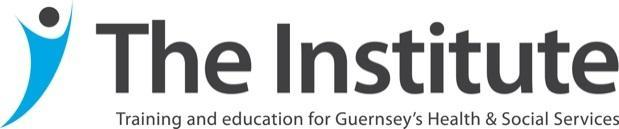 The Institute
Training and education for Guernsey's Health & Social Services